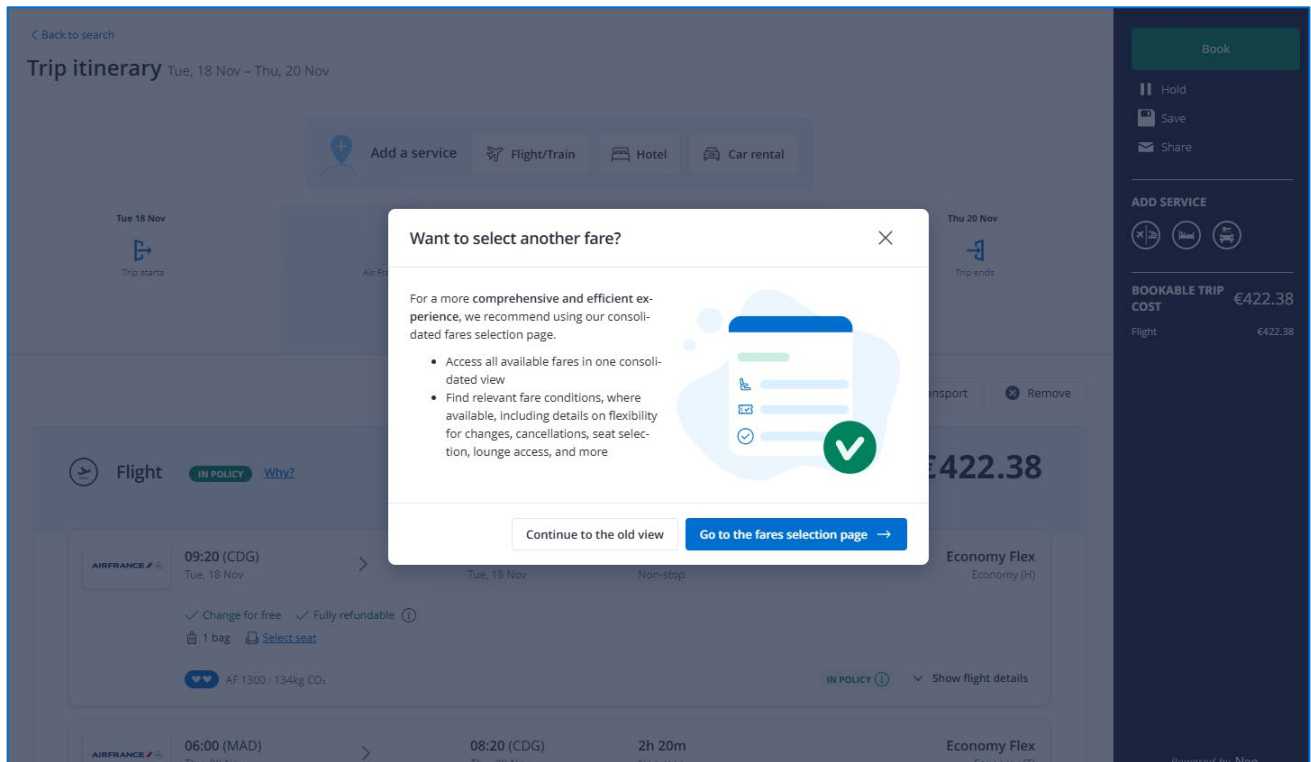 Back to search
Trip itinerary Tue, 18 Nov – Thu, 20 Nov
Book
Hold
Save
Share
Add a service
Flight/Train
Hotel
Car rental
ADD SERVICE
Tue 18 Nov
Trip starts
Air Fra
Thu 20 Nov
Trip ends
Want to select another fare?
For a more comprehensive and efficient ex-
perience, we recommend using our consoli-
dated fares selection page.
• Access all available fares in one consoli-
dated view
• Find relevant fare conditions, where
available, including details on flexibility
for changes, cancellations, seat selec-
tion, lounge access, and more
Continue to the old view
Go to the fares selection page →
BOOKABLE TRIP
COST
€422.38
Flight €422.38
Remove
Flight IN POLICY Why?
€422.38
AIRFRANCE
09:20 (CDG)
Tue, 18 Nov
Tue, 18 Nov
Non-stop
Economy Flex
Economy (H)
Change for free Fully refundable
1 bag Select seat
AF 1300 · 134kg CO₂
IN POLICY
Show flight details
AIRFRANCE
06:00 (MAD)
08:20 (CDG)
2h 20m
Economy Flex
Powered by Neo